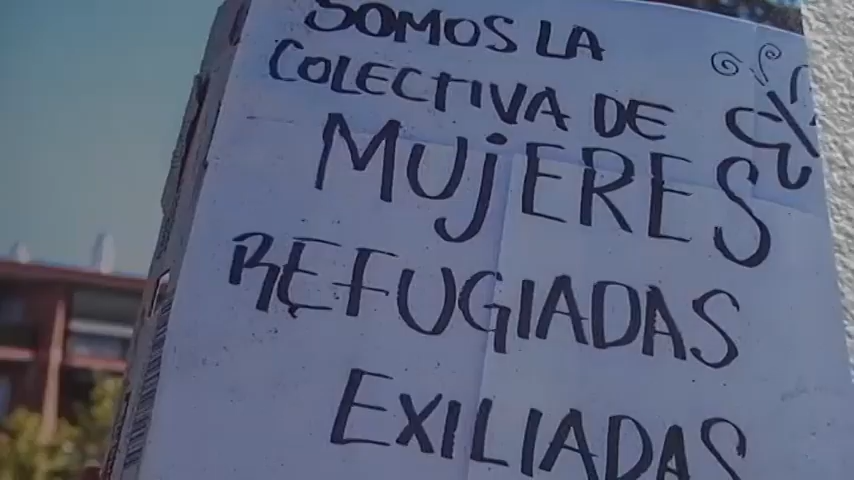 SOMOS LA
COLECTIVA DE
MUJERES
REFUGIADAS
EXILIADAS